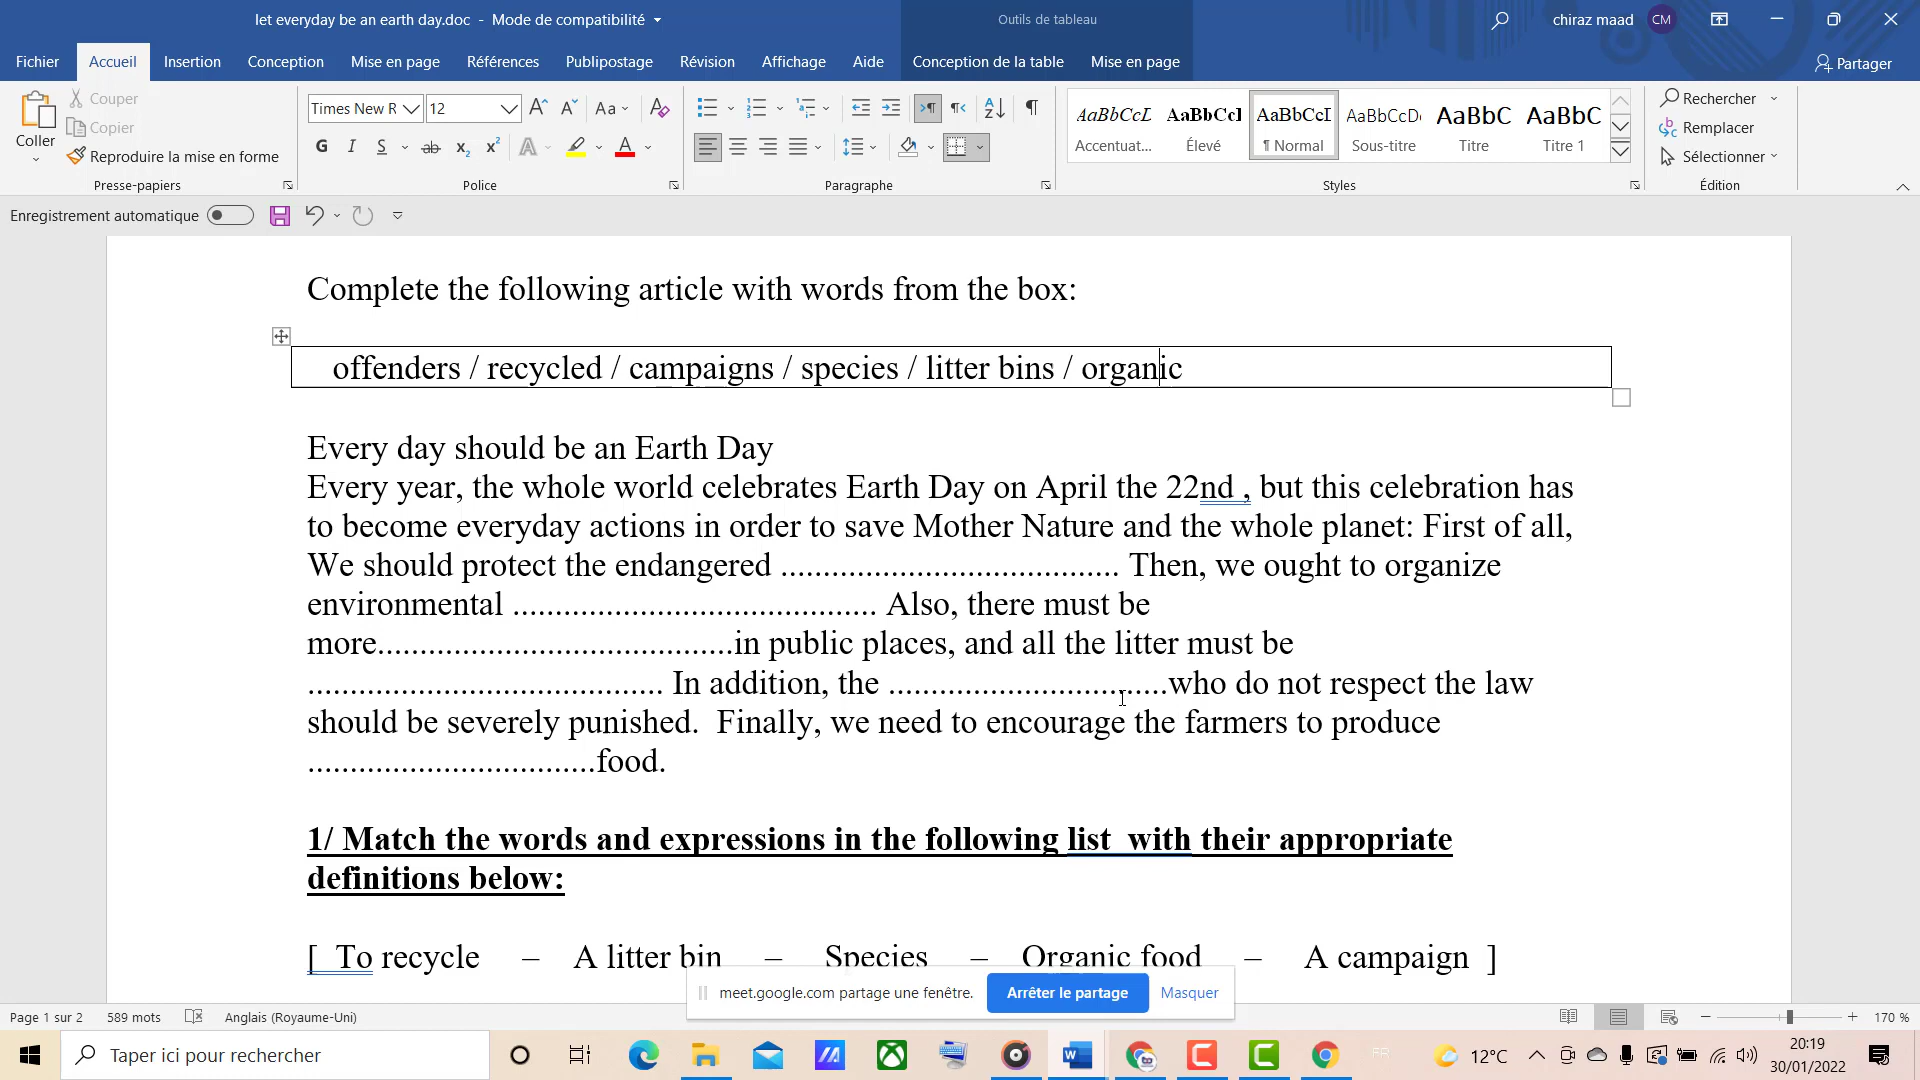 let everyday be an earth day.doc - Mode de compatibilité
Outils de tableau
chiraz maad CM
Fichier Accueil Insertion Conception Mise en page Références Publipostage Révision Affichage Aide Conception de la table Mise en page Partager
Coller
Couper
Copier
Reproduire la mise en forme
Presse-papiers
Times New R 12
Police
Paragraphe
AaBbCcL AaBbCcI AaBbCcI AaBbCcDc AaBbC AaBbC
Accentuat... Élevé ¶ Normal Sous-titre Titre Titre 1
Styles
Rechercher
Remplacer
Sélectionner
Édition
Enregistrement automatique
Complete the following article with words from the box:
offenders / recycled / campaigns / species / litter bins / organic
Every day should be an Earth Day
Every year, the whole world celebrates Earth Day on April the 22nd , but this celebration has
to become everyday actions in order to save Mother Nature and the whole planet: First of all,
We should protect the endangered ........................................ Then, we ought to organize
environmental ........................................... Also, there must be
more..........................................in public places, and all the litter must be
.......................................... In addition, the .................................who do not respect the law
should be severely punished. Finally, we need to encourage the farmers to produce
..................................food.
1/ Match the words and expressions in the following list with their appropriate
definitions below:
[ To recycle – A litter bin – Species – Organic food – A campaign ]
meet.google.com partage une fenêtre. Arrêter le partage Masquer
Page 1 sur 2 589 mots Anglais (Royaume-Uni) 170 %
Taper ici pour rechercher
FR
12°C
20:19
30/01/2022